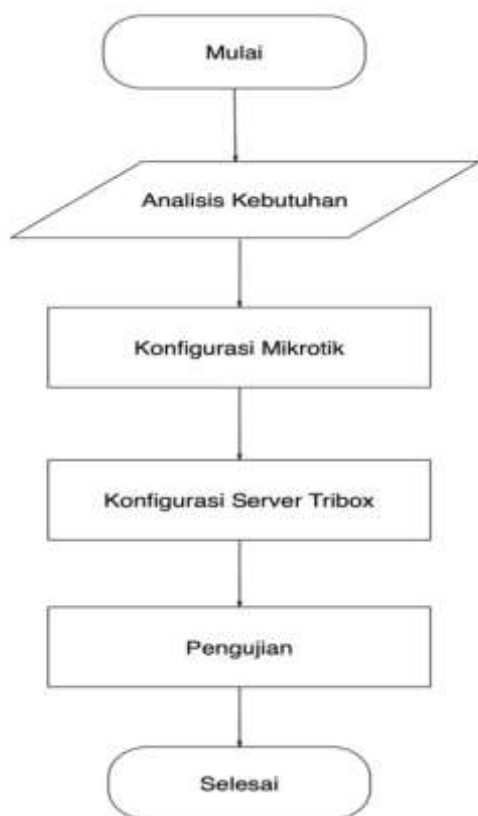 Mulai
Analisis Kebutuhan
Konfigurasi Mikrotik
Konfigurasi Server Tribox
Pengujian
Selesai